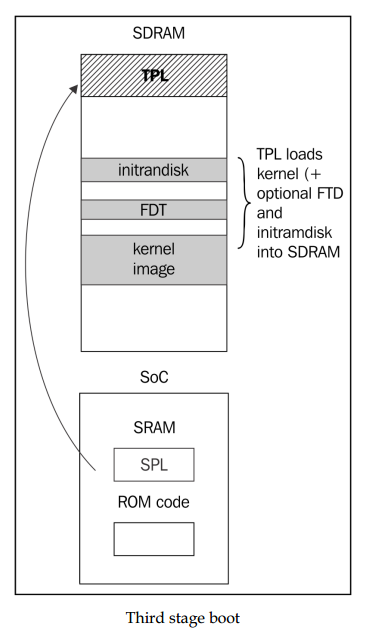 SDRAM
TPL
initrandisk
FDT
kernel
image
TPL loads
kernel (+
optional FTD
and
initramdisk
into SDRAM
SoC
SRAM
SPL
ROM code
Third stage boot